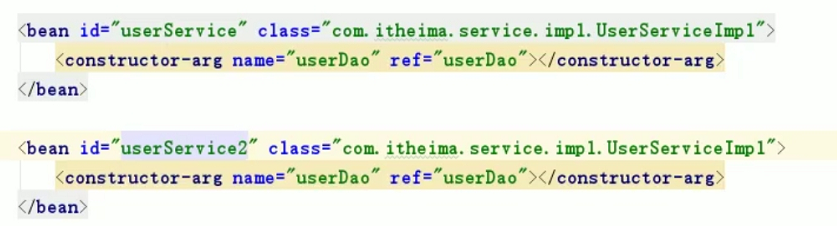 <bean id="userService" class="com.itheima.service.impl.UserServiceImpl">
<constructor-arg name="userDao" ref="userDao"></constructor-arg>
</bean>
<bean id="userService2" class="com.itheima.service.impl.UserServiceImpl">
<constructor-arg name="userDao" ref="userDao"></constructor-arg>
</bean>